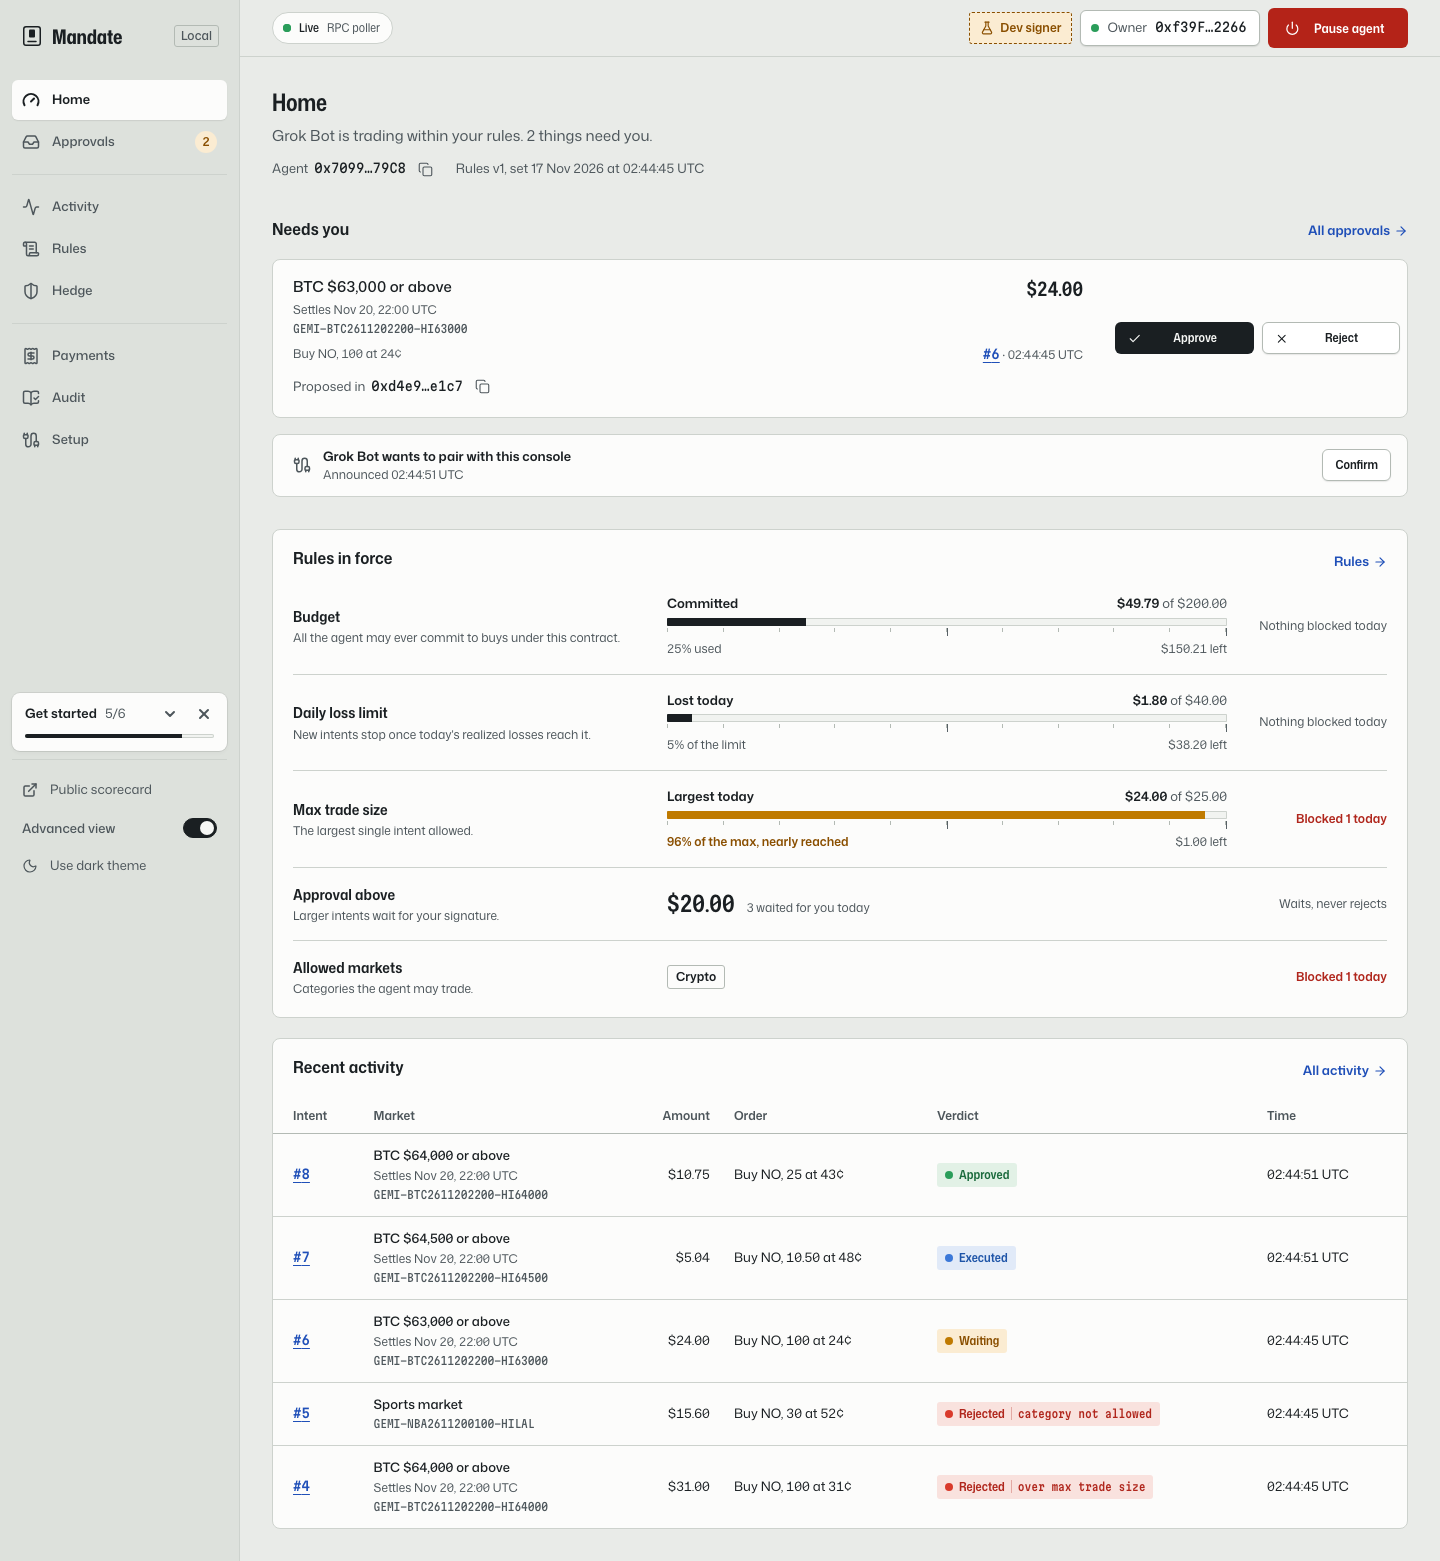 Mandate
Local
Home
Approvals
2
Activity
Rules
Hedge
Payments
Audit
Setup
Get started 5/6
Public scorecard
Advanced view
Use dark theme
Live RPC poller
Dev signer
Owner 0xf39F…2266
Pause agent
Home
Grok Bot is trading within your rules. 2 things need you.
Agent 0x7099…79C8 Rules v1, set 17 Nov 2026 at 02:44:45 UTC
Needs you
All approvals →
BTC $63,000 or above
$24.00
Settles Nov 20, 22:00 UTC
GEMI-BTC2611202200-HI63000
Buy NO, 100 at 24¢
#6 · 02:44:45 UTC
Approve
Reject
Proposed in 0xd4e9…e1c7
Grok Bot wants to pair with this console
Announced 02:44:51 UTC
Confirm
Rules in force
Rules →
Budget
All the agent may ever commit to buys under this contract.
Committed
$49.79 of $200.00
25% used
$150.21 left
Nothing blocked today
Daily loss limit
New intents stop once today's realized losses reach it.
Lost today
$1.80 of $40.00
5% of the limit
$38.20 left
Nothing blocked today
Max trade size
The largest single intent allowed.
Largest today
$24.00 of $25.00
96% of the max, nearly reached
$1.00 left
Blocked 1 today
Approval above
Larger intents wait for your signature.
$20.00 3 waited for you today
Waits, never rejects
Allowed markets
Categories the agent may trade.
Crypto
Blocked 1 today
Recent activity
All activity →
Intent Market Amount Order Verdict Time
#8
BTC $64,000 or above
Settles Nov 20, 22:00 UTC
GEMI-BTC2611202200-HI64000
$10.75
Buy NO, 25 at 43¢
Approved
02:44:51 UTC
#7
BTC $64,500 or above
Settles Nov 20, 22:00 UTC
GEMI-BTC2611202200-HI64500
$5.04
Buy NO, 10.50 at 48¢
Executed
02:44:51 UTC
#6
BTC $63,000 or above
Settles Nov 20, 22:00 UTC
GEMI-BTC2611202200-HI63000
$24.00
Buy NO, 100 at 24¢
Waiting
02:44:45 UTC
#5
Sports market
GEMI-NBA2611200100-HILAL
$15.60
Buy NO, 30 at 52¢
Rejected category not allowed
02:44:45 UTC
#4
BTC $64,000 or above
Settles Nov 20, 22:00 UTC
GEMI-BTC2611202200-HI64000
$31.00
Buy NO, 100 at 31¢
Rejected over max trade size
02:44:45 UTC